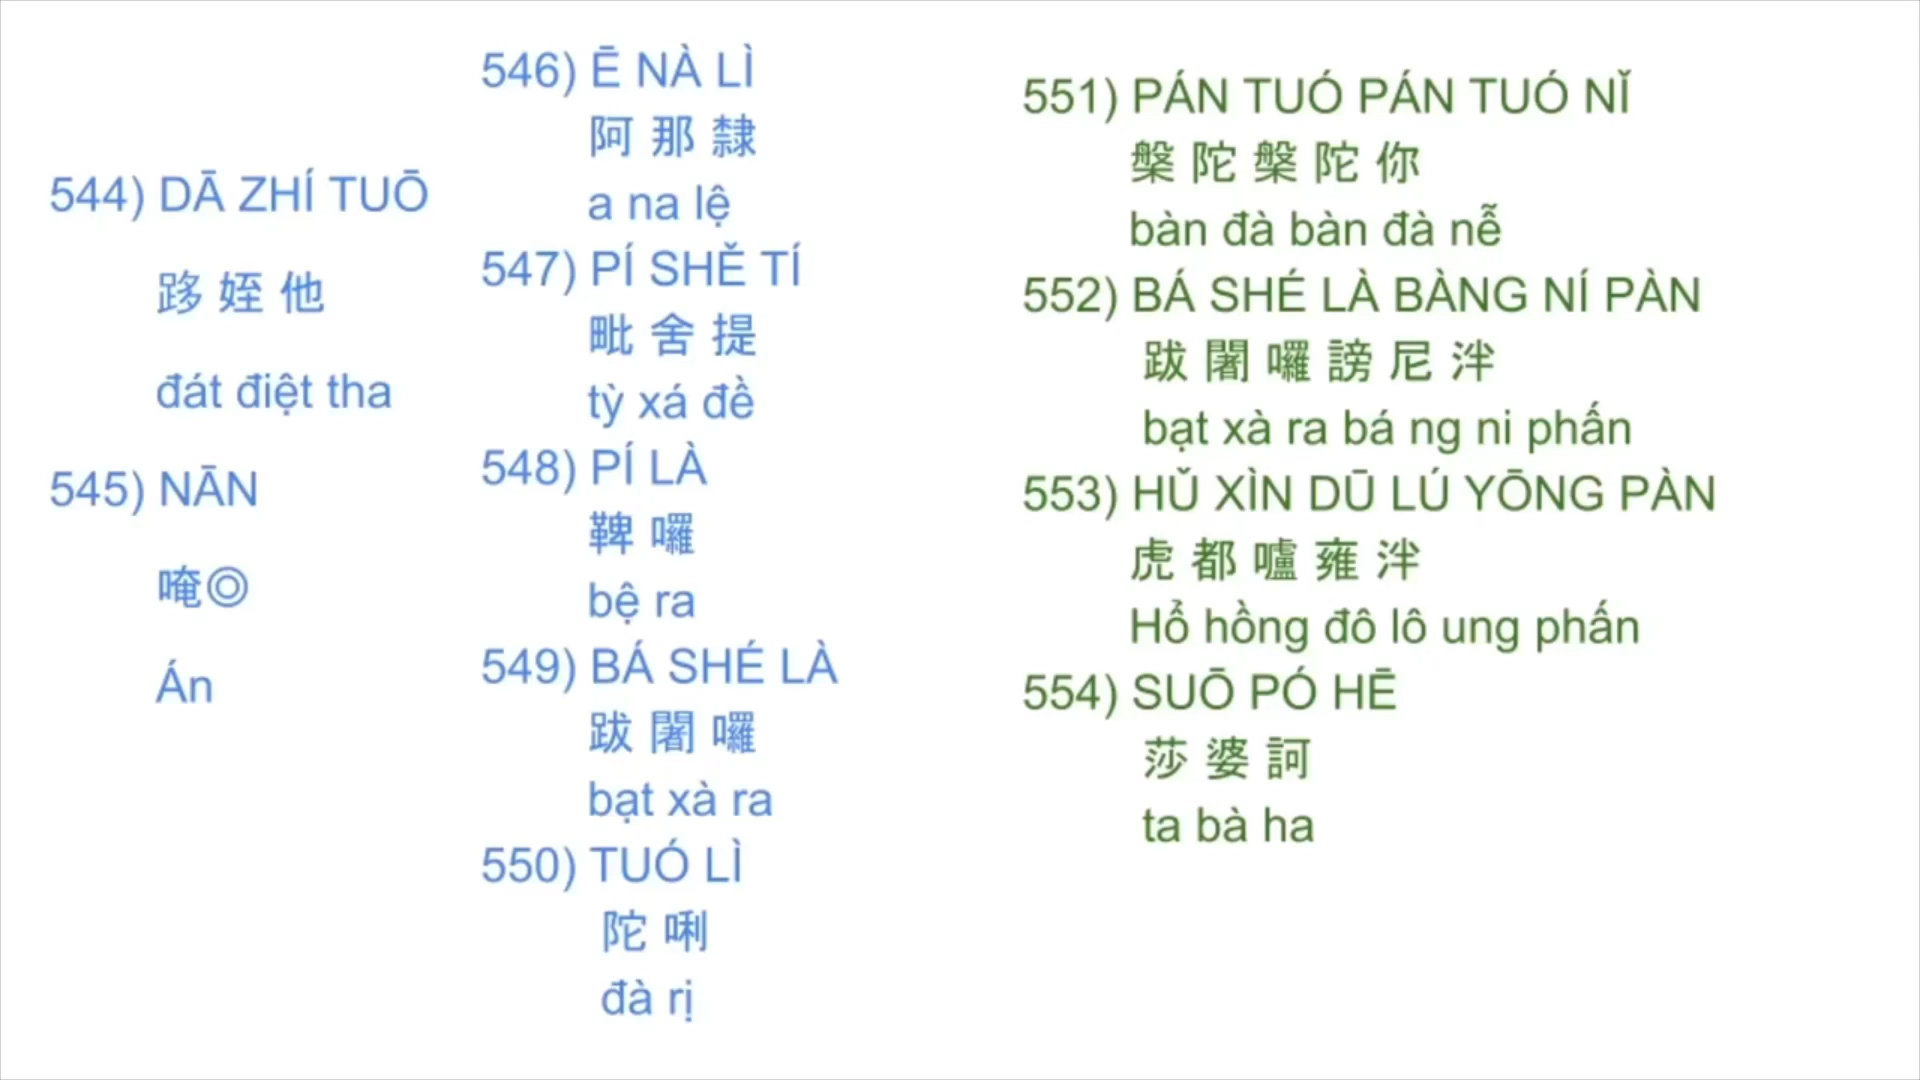 544) DĀ ZHÍ TUŌ
跢 姪 他
đát điệt tha
545) NĀN
唵◎
Án
546) Ē NÀ LÌ
阿 那 隸
a na lệ
547) PÍ SHĚ TÍ
毗 舍 提
tỳ xá đề
548) PÍ LÀ
鞞 囉
bệ ra
549) BÁ SHÉ LÀ
跋 闍 囉
bạt xà ra
550) TUÓ LÌ
陀 唎
đà rị
551) PÁN TUÓ PÁN TUÓ NǏ
槃 陀 槃 陀 你
bàn đà bàn đà nễ
552) BÁ SHÉ LÀ BÀNG NÍ PÀN
跋 闍 囉 謗 尼 泮
bạt xà ra bá ng ni phấn
553) HǓ XÌN DŪ LÚ YŌNG PÀN
虎 都 嚧 雍 泮
Hổ hồng đô lô ung phấn
554) SUŌ PÓ HĒ
莎 婆 訶
ta bà ha